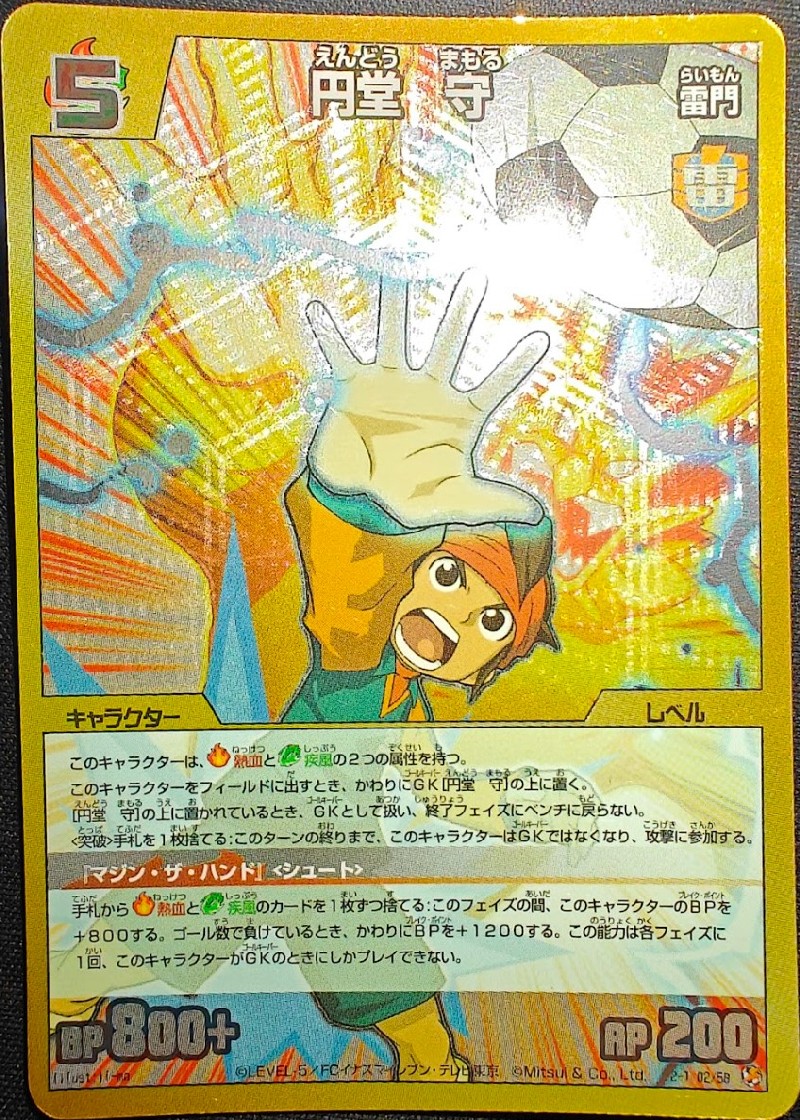 5
えんどう まもる
円堂 守
らいもん
雷門
雷
キャラクター
レベル
このキャラクターは、熱血と疾風の2つの属性を持つ。
このキャラクターをフィールドに出すとき、かわりにGK[円堂 守]の上に置く。
[円堂 守]の上に置かれているとき、GKとして扱い、終了フェイズにベンチに戻らない。
<突破>手札を1枚捨てる:このターンの終りまで、このキャラクターはGKではなくなり、攻撃に参加する。
『マジン・ザ・ハンド』<シュート>
手札から熱血と疾風のカードを1枚ずつ捨てる:このフェイズの間、このキャラクターのBPを
+800する。ゴール数で負けているとき、かわりにBPを+1200する。この能力は各フェイズに
1回、このキャラクターがGKのときにしかプレイできない。
BP 800+
AP 200
©LEVEL-5/FCイナズマイレブン・テレビ東京 ©Mitsui & Co., Ltd. 2-1 02/58